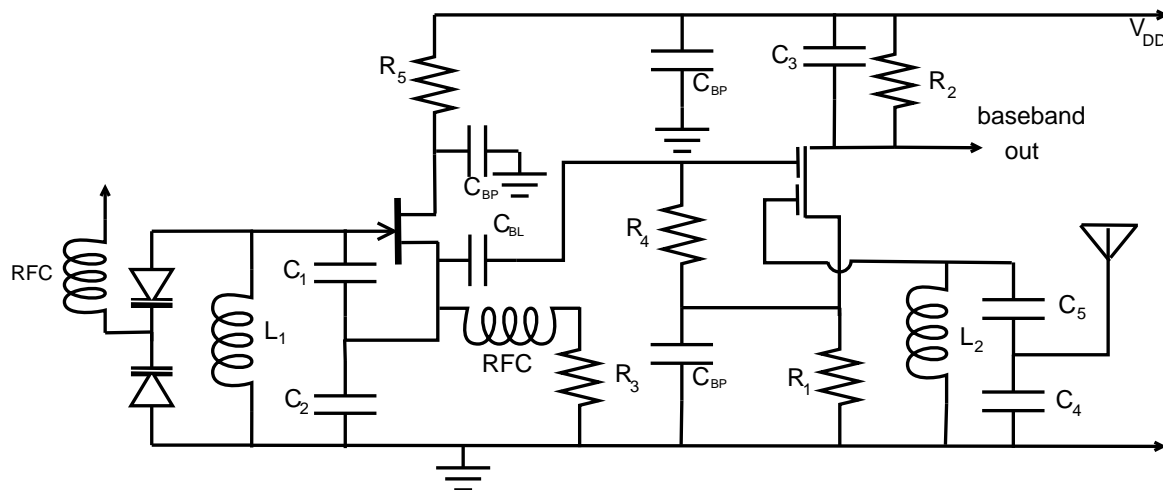 V_DD
R_5
C_3
C_BP
R_2
baseband
out
C_BP
C_BL
R_4
RFC
C_1
L_1
C_5
RFC
L_2
R_3
C_BP
R_1
C_2
C_4